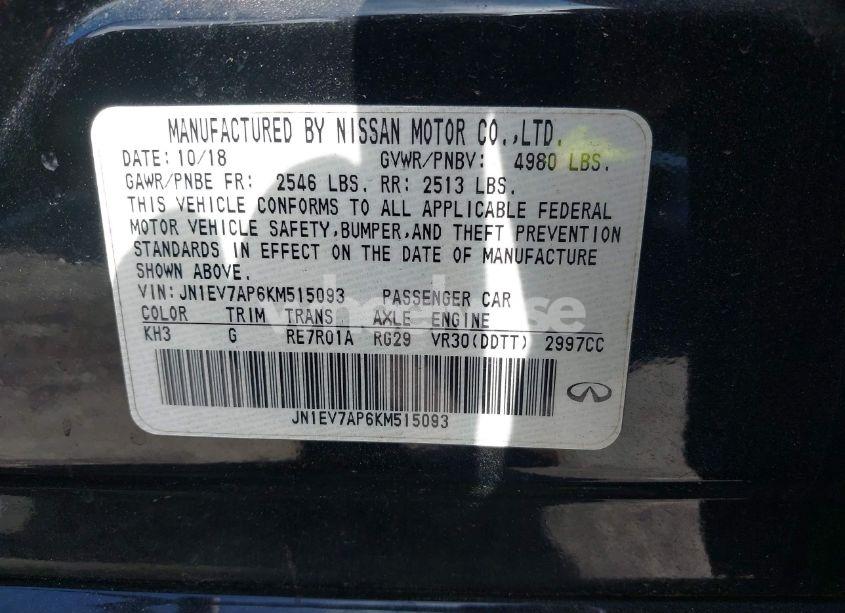 MANUFACTURED BY NISSAN MOTOR CO.,LTD.
DATE: 10/18 GVWR/PNBV: 4980 LBS.
GAWR/PNBE FR: 2546 LBS. RR: 2513 LBS.
THIS VEHICLE CONFORMS TO ALL APPLICABLE FEDERAL
MOTOR VEHICLE SAFETY,BUMPER,AND THEFT PREVENTION
STANDARDS IN EFFECT ON THE DATE OF MANUFACTURE
SHOWN ABOVE.
VIN:JN1EV7AP6KM515093 PASSENGER CAR
COLOR TRIM TRANS. AXLE ENGINE
KH3 G RE7R01A RG29 VR30(DDTT) 2997CC
JN1EV7AP6KM515093